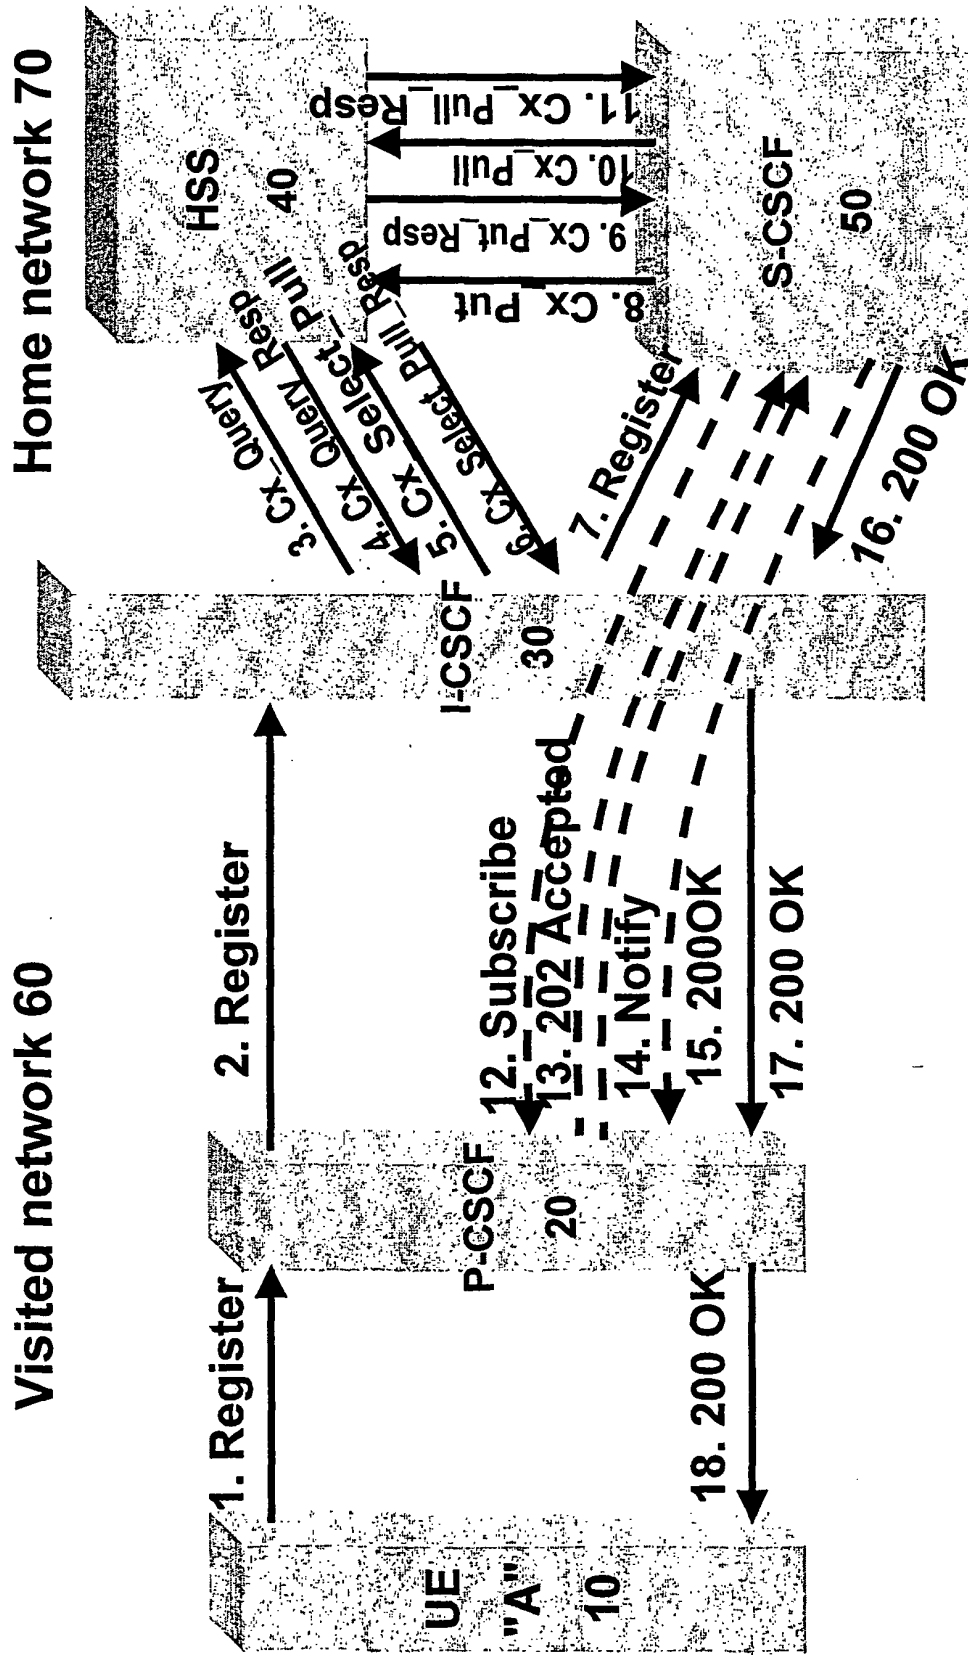 Visited network 60
Home network 70
UE
"A"
10
1. Register
P-CSCF
20
2. Register
I-CSCF
30
3. Cx_Query
4. Cx_Query_Resp
5. Cx_Select_Pull
6. Cx_Select_Pull_Resp
HSS
40
7. Register
8. Cx_Put
9. Cx_Put_Resp
10. Cx_Pull
11. Cx_Pull_Resp
S-CSCF
50
12. Subscribe
13. 202 Accepted
14. Notify
15. 200OK
16. 200 OK
17. 200 OK
18. 200 OK